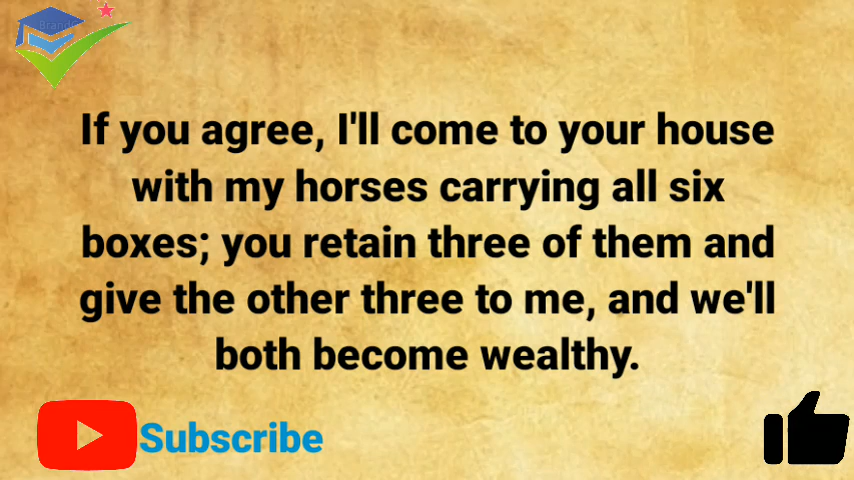 Brands
If you agree, I'll come to your house
with my horses carrying all six
boxes; you retain three of them and
give the other three to me, and we'll
both become wealthy.
Subscribe